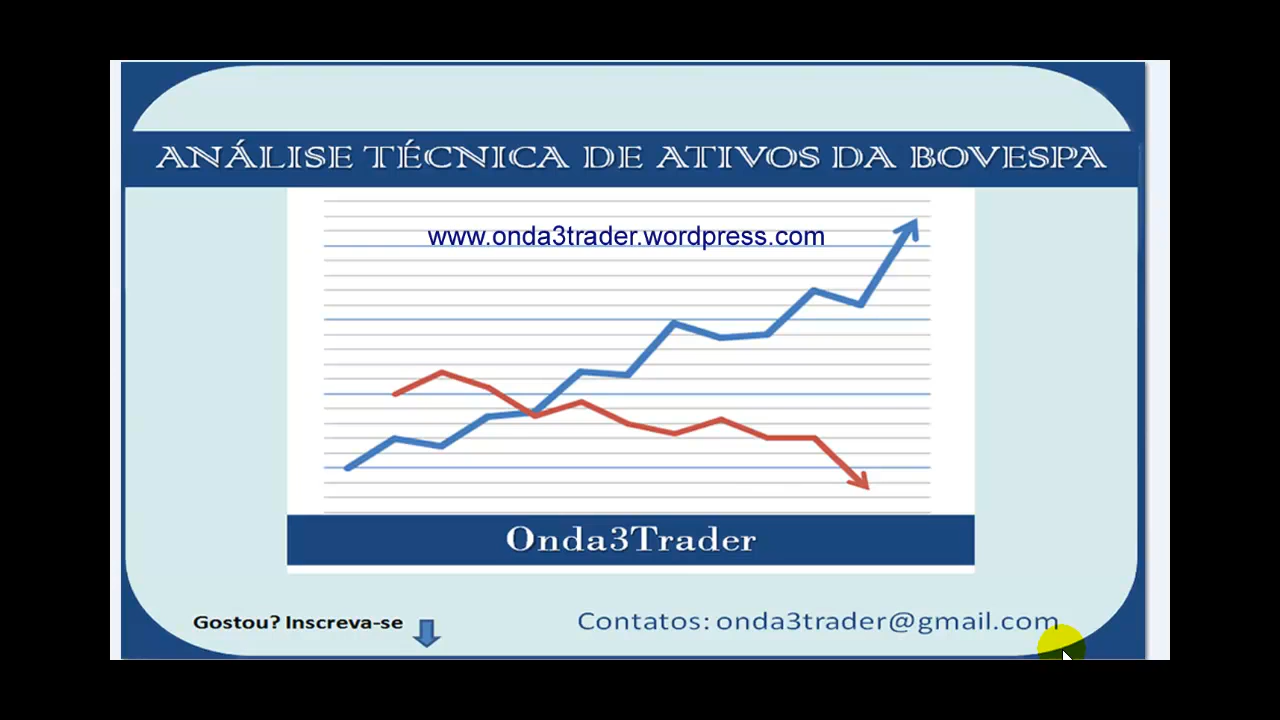 ANÁLISE TÉCNICA DE ATIVOS DA BOVESPA
www.onda3trader.wordpress.com
Onda3Trader
Gostou? Inscreva-se
Contatos: onda3trader@gmail.com